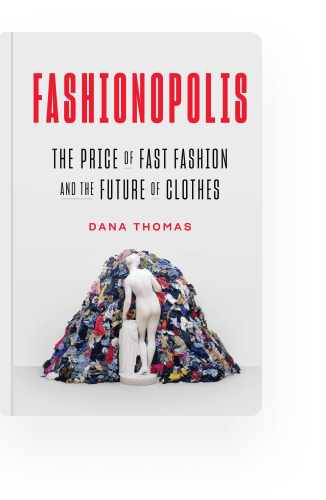 FASHIONOPOLIS
THE PRICE OF FAST FASHION
AND THE FUTURE OF CLOTHES
DANA THOMAS